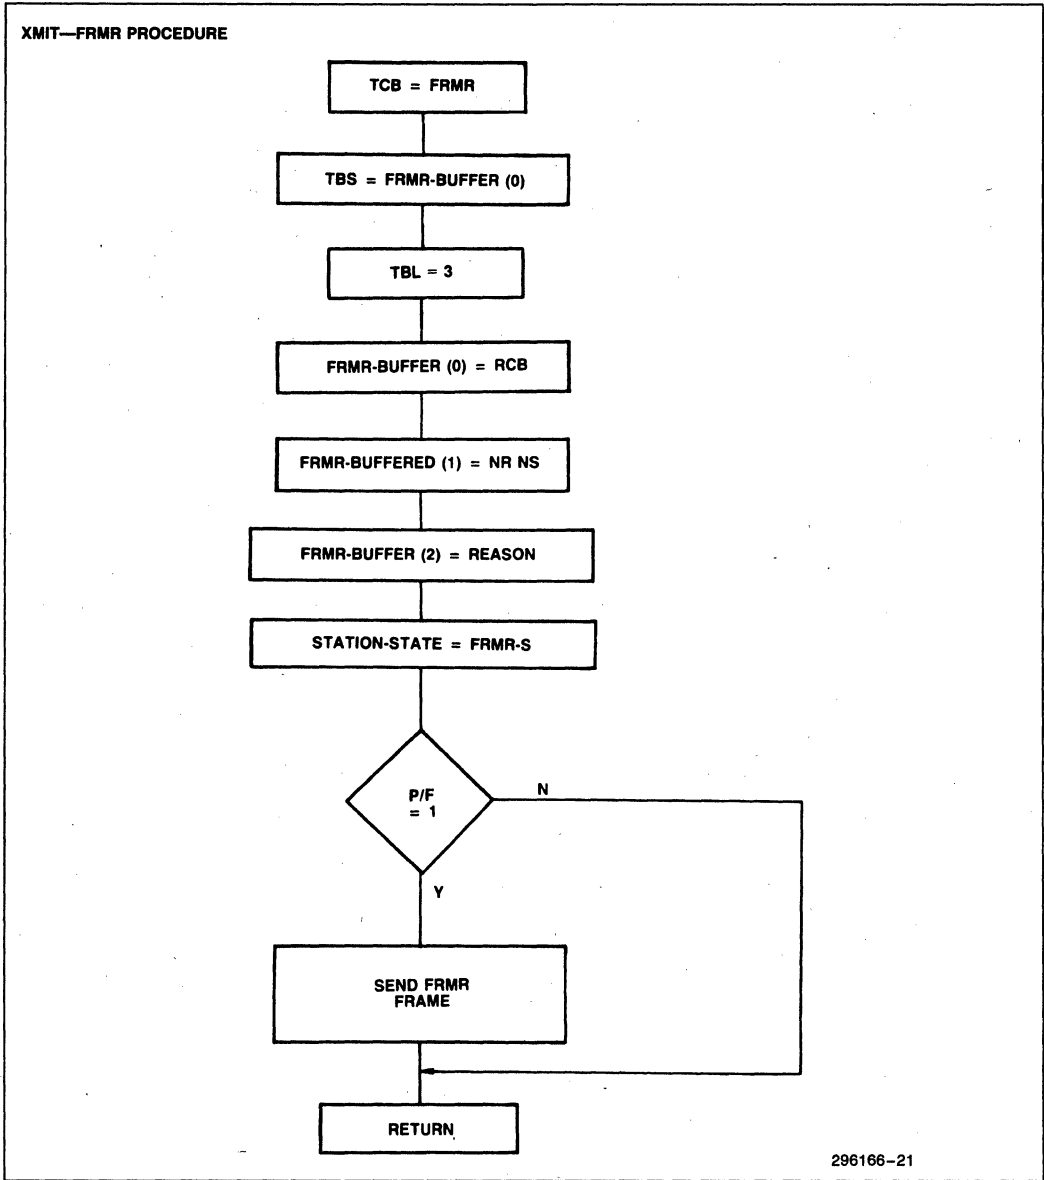 XMIT—FRMR PROCEDURE
TCB = FRMR
TBS = FRMR-BUFFER (0)
TBL = 3
FRMR-BUFFER (0) = RCB
FRMR-BUFFERED (1) = NR NS
FRMR-BUFFER (2) = REASON
STATION-STATE = FRMR-S
P/F
= 1
N
Y
SEND FRMR
FRAME
RETURN
296166-21